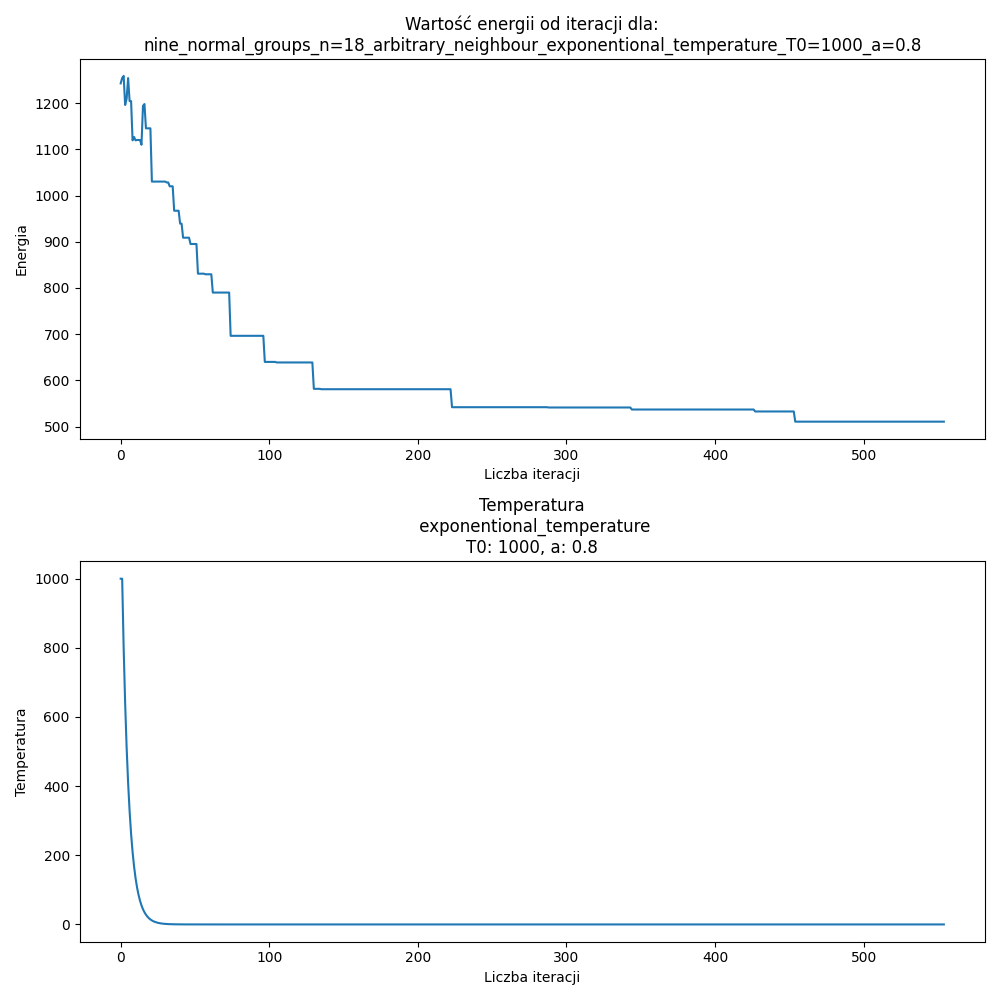 Wartość energii od iteracji dla:
nine_normal_groups_n=18_arbitrary_neighbour_exponentional_temperature_T0=1000_a=0.8
1200
1100
1000
900
800
700
600
500
Energia
0 100 200 300 400 500
Liczba iteracji
Temperatura
exponentional_temperature
T0: 1000, a: 0.8
1000
800
600
400
200
0
Temperatura
0 100 200 300 400 500
Liczba iteracji